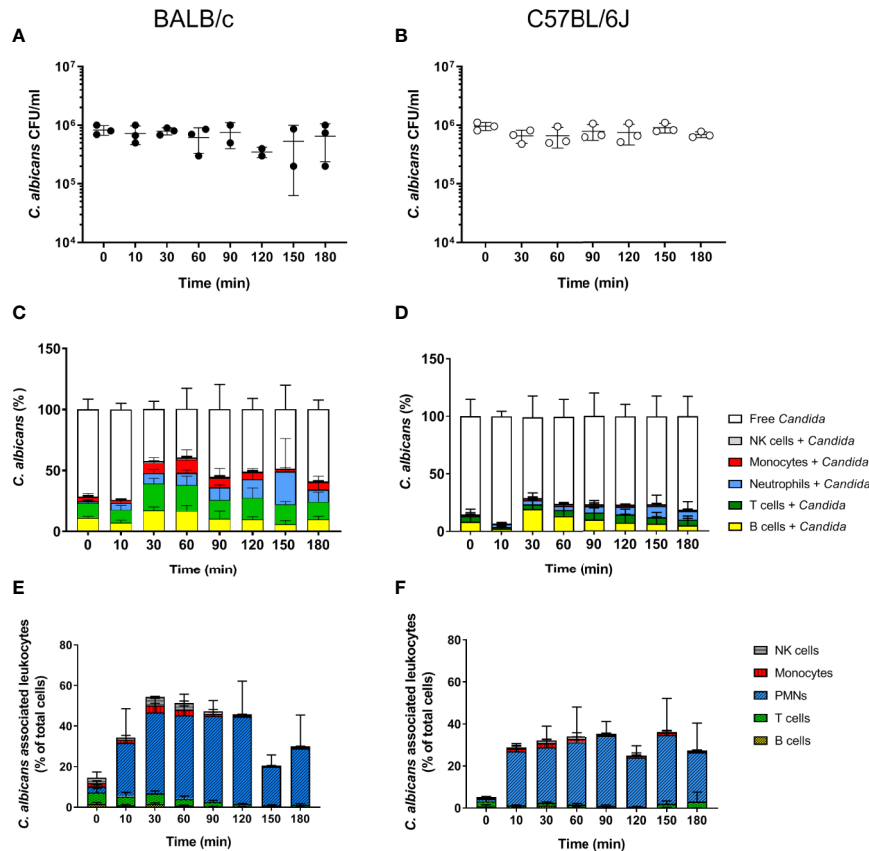 BALB/c
C57BL/6J
A
10⁷
10⁶
10⁵
10⁴
C. albicans CFU/ml
0 10 30 60 90 120 150 180
Time (min)
B
10⁷
10⁶
10⁵
10⁴
C. albicans CFU/ml
0 30 60 90 120 150 180
Time (min)
C
150
100
50
0
C. albicans (%)
0 10 30 60 90 120 150 180
Time (min)
D
150
100
50
0
C. albicans (%)
0 10 30 60 90 120 150 180
Time (min)
Free Candida
NK cells + Candida
Monocytes + Candida
Neutrophils + Candida
T cells + Candida
B cells + Candida
E
80
60
40
20
0
C. albicans associated leukocytes
(% of total cells)
0 10 30 60 90 120 150 180
Time (min)
F
80
60
40
20
0
C. albicans associated leukocytes
(% of total cells)
0 10 30 60 90 120 150 180
Time (min)
NK cells
Monocytes
PMNs
T cells
B cells